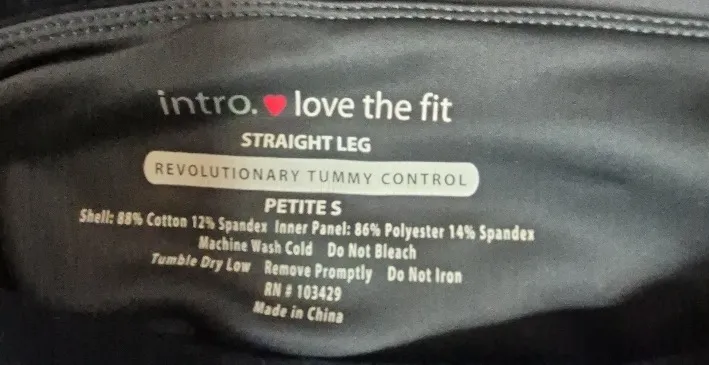 intro.❤love the fit
STRAIGHT LEG
REVOLUTIONARY TUMMY CONTROL
PETITE S
Shell: 88% Cotton 12% Spandex Inner Panel: 86% Polyester 14% Spandex
Machine Wash Cold Do Not Bleach
Tumble Dry Low Remove Promptly Do Not Iron
RN # 103429
Made in China